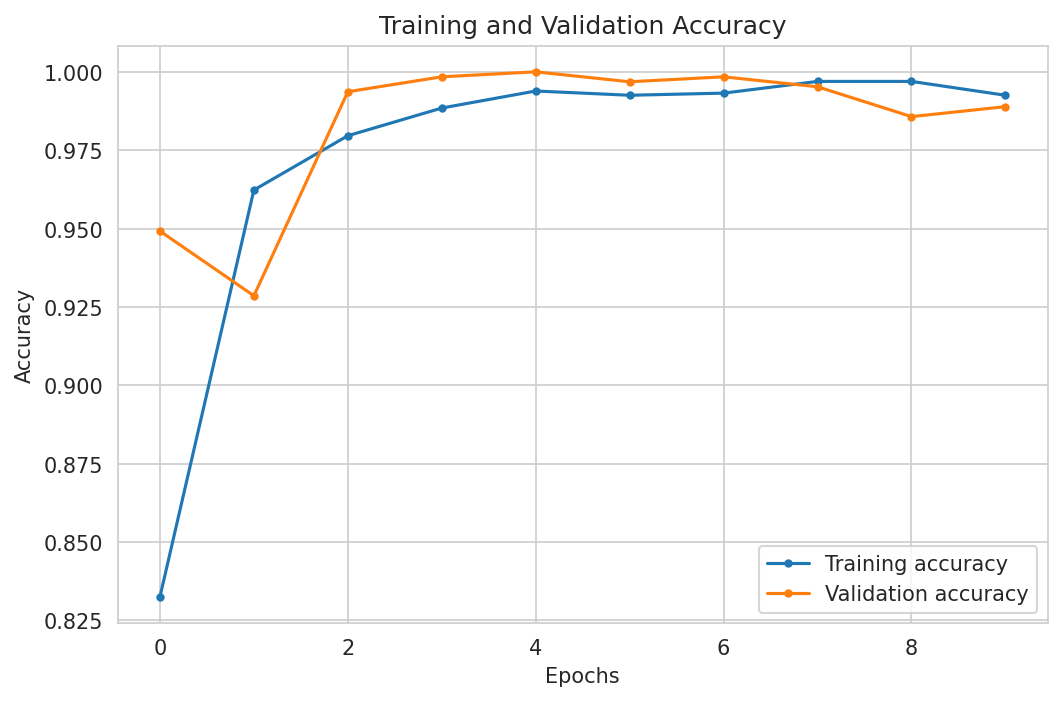 Training and Validation Accuracy
1.000
0.975
0.950
0.925
0.900
0.875
0.850
0.825
Accuracy
0 2 4 6 8
Epochs
Training accuracy
Validation accuracy